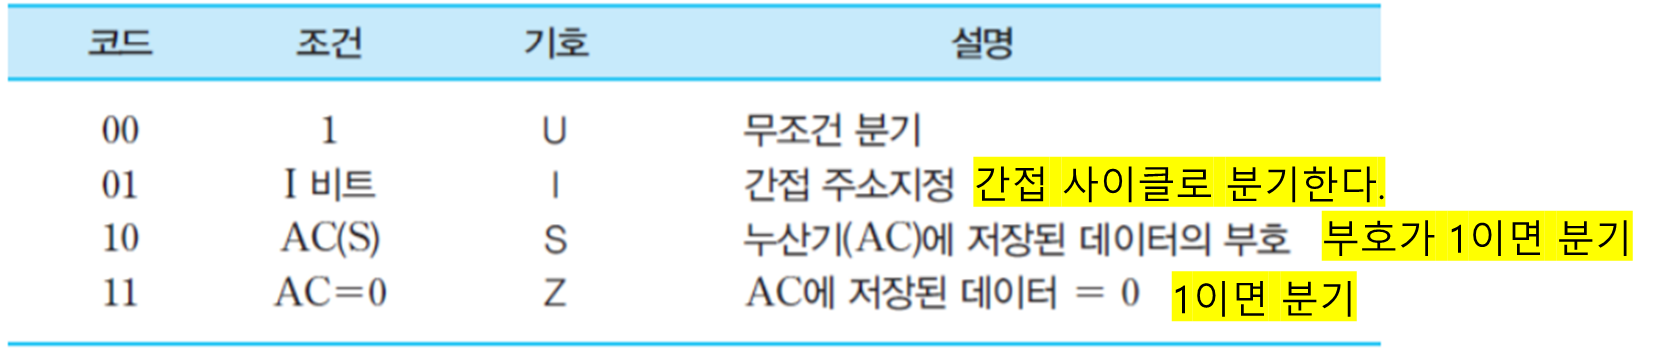 코드 조건 기호 설명
00 1 U 무조건 분기
01 I 비트 I 간접 주소지정 간접 사이클로 분기한다.
10 AC(S) S 누산기(AC)에 저장된 데이터의 부호 부호가 1이면 분기
11 AC=0 Z AC에 저장된 데이터 = 0 1이면 분기